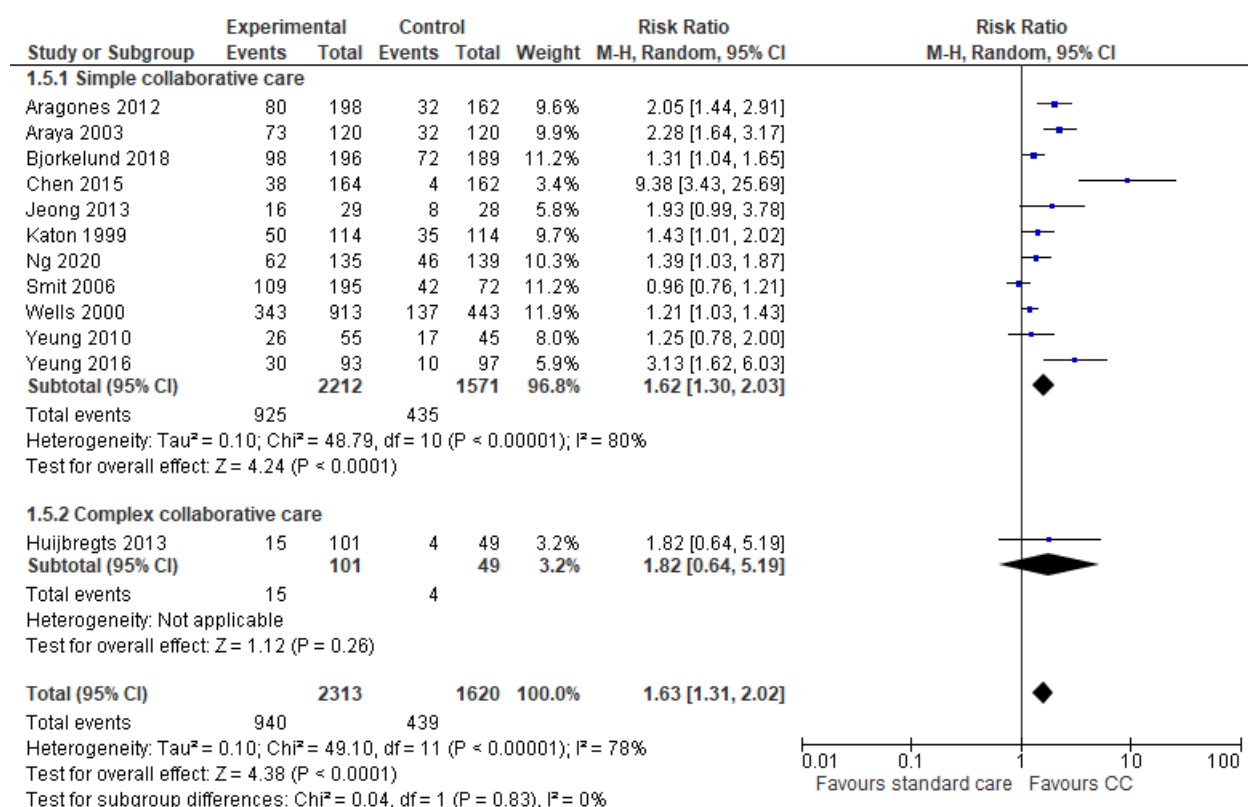 Experimental Control Risk Ratio Risk Ratio
Study or Subgroup Events Total Events Total Weight M-H, Random, 95% CI M-H, Random, 95% CI
1.5.1 Simple collaborative care
Aragones 2012 80 198 32 162 9.6% 2.05 [1.44, 2.91]
Araya 2003 73 120 32 120 9.9% 2.28 [1.64, 3.17]
Bjorkelund 2018 98 196 72 189 11.2% 1.31 [1.04, 1.65]
Chen 2015 38 164 4 162 3.4% 9.38 [3.43, 25.69]
Jeong 2013 16 29 8 28 5.8% 1.93 [0.99, 3.78]
Katon 1999 50 114 35 114 9.7% 1.43 [1.01, 2.02]
Ng 2020 62 135 46 139 10.3% 1.39 [1.03, 1.87]
Smit 2006 109 195 42 72 11.2% 0.96 [0.76, 1.21]
Wells 2000 343 913 137 443 11.9% 1.21 [1.03, 1.43]
Yeung 2010 26 55 17 45 8.0% 1.25 [0.78, 2.00]
Yeung 2016 30 93 10 97 5.9% 3.13 [1.62, 6.03]
Subtotal (95% CI) 2212 1571 96.8% 1.62 [1.30, 2.03]
Total events 925 435
Heterogeneity: Tau² = 0.10; Chi² = 48.79, df = 10 (P < 0.00001); I² = 80%
Test for overall effect: Z = 4.24 (P < 0.0001)
1.5.2 Complex collaborative care
Huijbregts 2013 15 101 4 49 3.2% 1.82 [0.64, 5.19]
Subtotal (95% CI) 101 49 3.2% 1.82 [0.64, 5.19]
Total events 15 4
Heterogeneity: Not applicable
Test for overall effect: Z = 1.12 (P = 0.26)
Total (95% CI) 2313 1620 100.0% 1.63 [1.31, 2.02]
Total events 940 439
Heterogeneity: Tau² = 0.10; Chi² = 49.10, df = 11 (P < 0.00001); I² = 78%
Test for overall effect: Z = 4.38 (P < 0.0001)
Test for subgroup differences: Chi² = 0.04, df = 1 (P = 0.83), I² = 0%
0.01 0.1 1 10 100
Favours standard care Favours CC